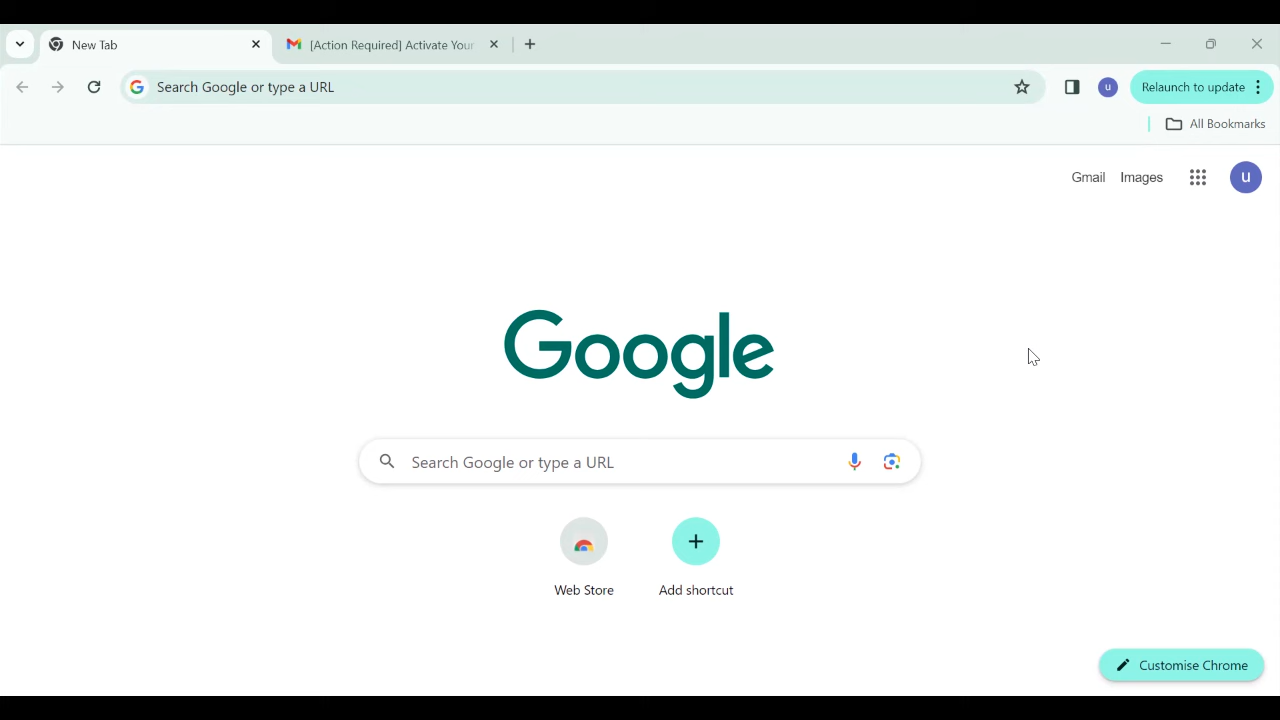 New Tab
[Action Required] Activate Your
Search Google or type a URL
u
Relaunch to update
All Bookmarks
Gmail
Images
u
Google
Search Google or type a URL
Web Store
Add shortcut
Customise Chrome